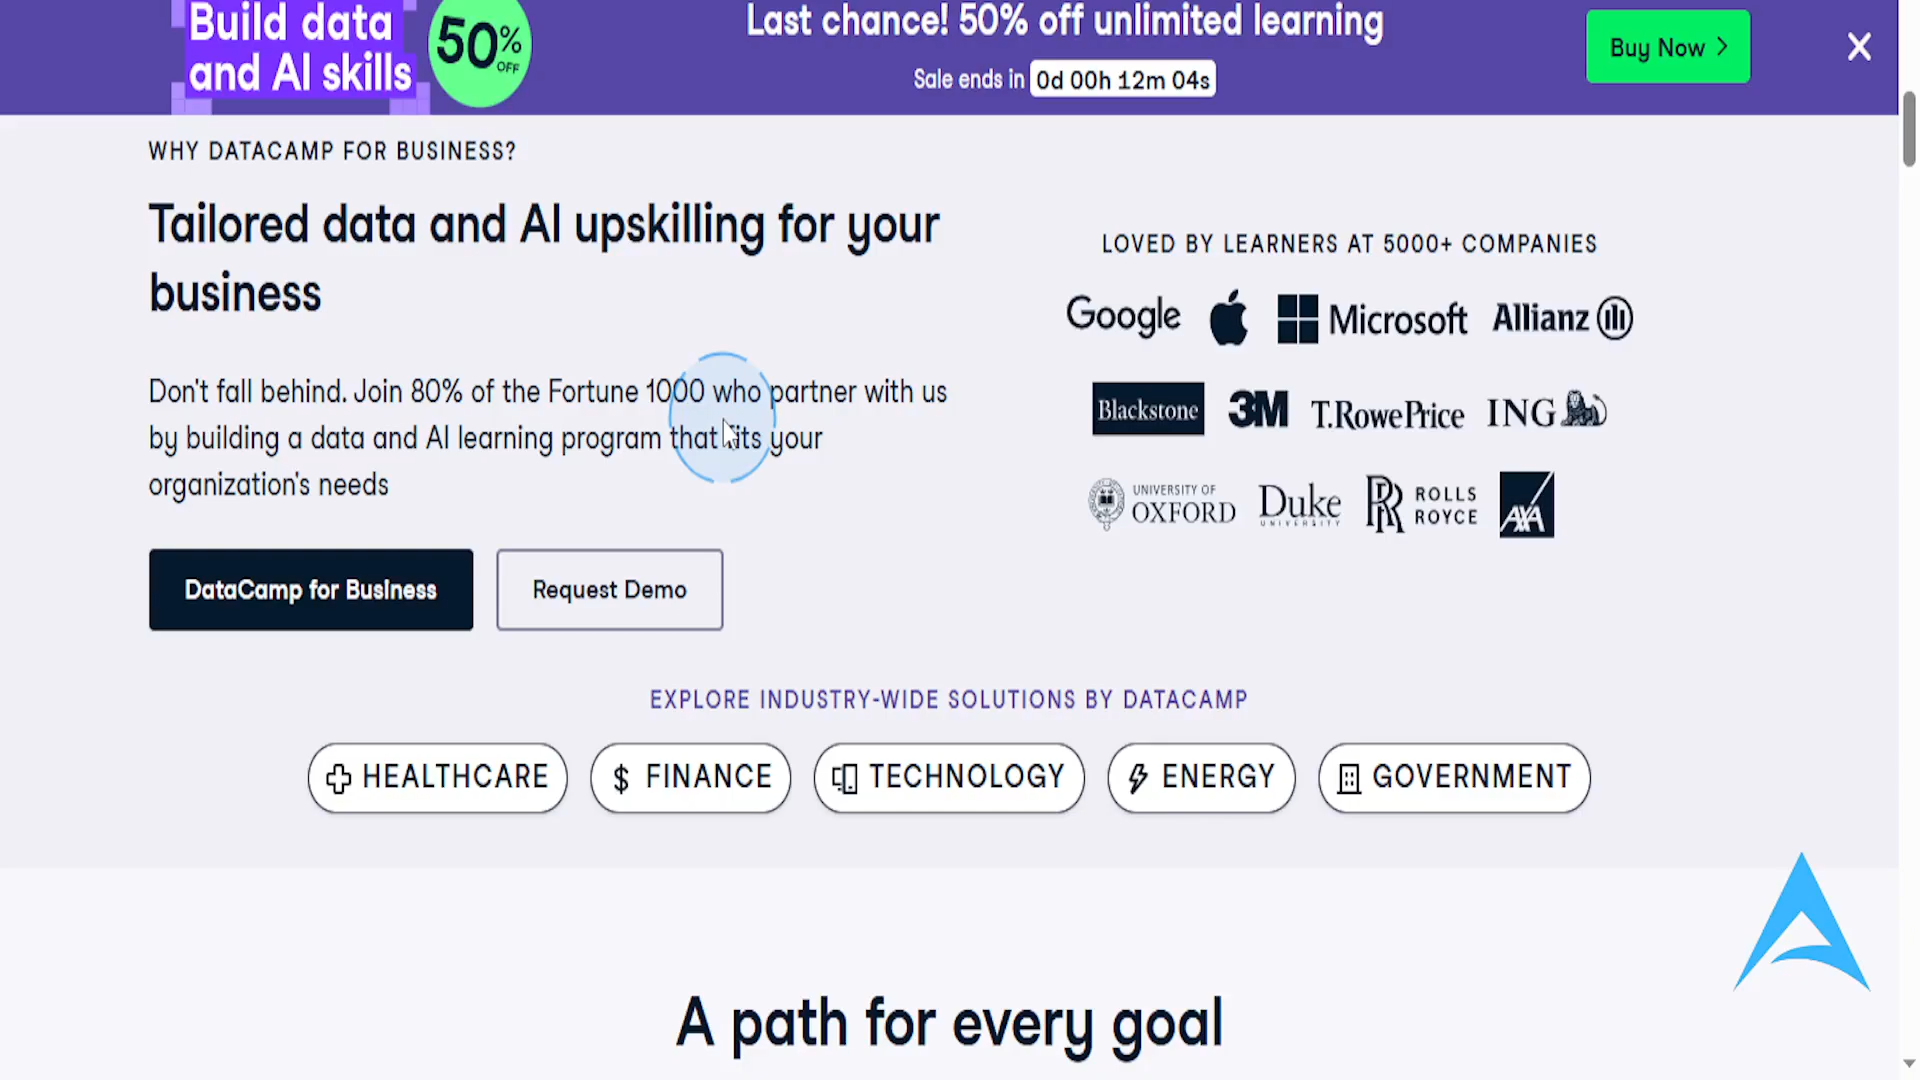 Build data
and AI skills
50%
OFF
Last chance! 50% off unlimited learning
Sale ends in 0d 00h 12m 04s
Buy Now
WHY DATACAMP FOR BUSINESS?
Tailored data and AI upskilling for your
business
Don't fall behind. Join 80% of the Fortune 1000 who partner with us
by building a data and AI learning program that fits your
organization's needs
DataCamp for Business
Request Demo
LOVED BY LEARNERS AT 5000+ COMPANIES
Google Microsoft Allianz
Blackstone 3M T.RowePrice ING
UNIVERSITY OF
OXFORD
Duke
UNIVERSITY
RR
ROLLS
ROYCE
AXA
EXPLORE INDUSTRY-WIDE SOLUTIONS BY DATACAMP
HEALTHCARE $ FINANCE TECHNOLOGY ENERGY GOVERNMENT
A path for every goal